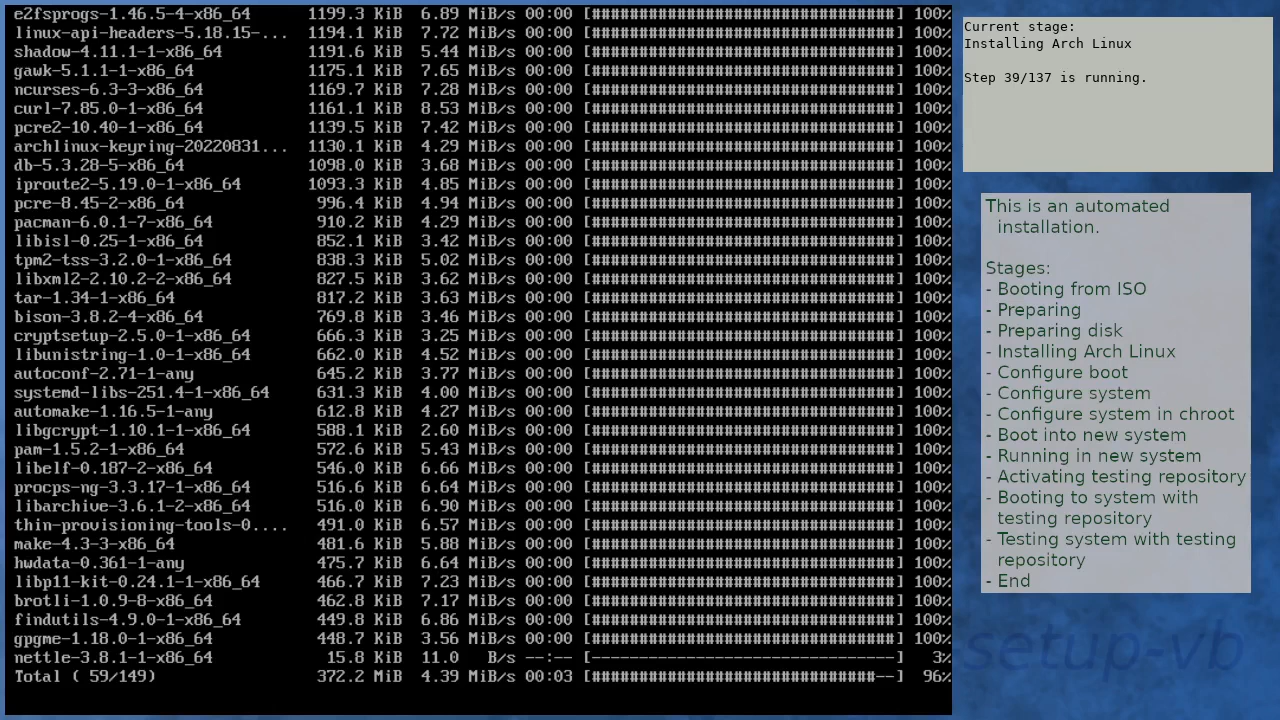 e2fsprogs-1.46.5-4-x86_64 1199.3 KiB 6.89 MiB/s 00:00 [################################] 100%
linux-api-headers-5.18.15-... 1194.1 KiB 7.72 MiB/s 00:00 [################################] 100%
shadow-4.11.1-1-x86_64 1191.6 KiB 5.44 MiB/s 00:00 [################################] 100%
gawk-5.1.1-1-x86_64 1175.1 KiB 7.65 MiB/s 00:00 [################################] 100%
ncurses-6.3-3-x86_64 1169.7 KiB 7.28 MiB/s 00:00 [################################] 100%
curl-7.85.0-1-x86_64 1161.1 KiB 8.53 MiB/s 00:00 [################################] 100%
pcre2-10.40-1-x86_64 1139.5 KiB 7.42 MiB/s 00:00 [################################] 100%
archlinux-keyring-20220831... 1130.1 KiB 4.29 MiB/s 00:00 [################################] 100%
db-5.3.28-5-x86_64 1098.0 KiB 3.68 MiB/s 00:00 [################################] 100%
iproute2-5.19.0-1-x86_64 1093.3 KiB 4.85 MiB/s 00:00 [################################] 100%
pcre-8.45-2-x86_64 996.4 KiB 4.94 MiB/s 00:00 [################################] 100%
pacman-6.0.1-7-x86_64 910.2 KiB 4.29 MiB/s 00:00 [################################] 100%
libisl-0.25-1-x86_64 852.1 KiB 3.42 MiB/s 00:00 [################################] 100%
tpm2-tss-3.2.0-1-x86_64 838.3 KiB 5.02 MiB/s 00:00 [################################] 100%
libxml2-2.10.2-2-x86_64 827.5 KiB 3.62 MiB/s 00:00 [################################] 100%
tar-1.34-1-x86_64 817.2 KiB 3.63 MiB/s 00:00 [################################] 100%
bison-3.8.2-4-x86_64 769.8 KiB 3.46 MiB/s 00:00 [################################] 100%
cryptsetup-2.5.0-1-x86_64 666.3 KiB 3.25 MiB/s 00:00 [################################] 100%
libunistring-1.0-1-x86_64 662.0 KiB 4.52 MiB/s 00:00 [################################] 100%
autoconf-2.71-1-any 645.2 KiB 3.77 MiB/s 00:00 [################################] 100%
systemd-libs-251.4-1-x86_64 631.3 KiB 4.00 MiB/s 00:00 [################################] 100%
automake-1.16.5-1-any 612.8 KiB 4.27 MiB/s 00:00 [################################] 100%
libgcrypt-1.10.1-1-x86_64 588.1 KiB 2.60 MiB/s 00:00 [################################] 100%
pam-1.5.2-1-x86_64 572.6 KiB 5.43 MiB/s 00:00 [################################] 100%
libelf-0.187-2-x86_64 546.0 KiB 6.66 MiB/s 00:00 [################################] 100%
procps-ng-3.3.17-1-x86_64 516.6 KiB 6.64 MiB/s 00:00 [################################] 100%
libarchive-3.6.1-2-x86_64 516.0 KiB 6.90 MiB/s 00:00 [################################] 100%
thin-provisioning-tools-0.... 491.0 KiB 6.57 MiB/s 00:00 [################################] 100%
make-4.3-3-x86_64 481.6 KiB 5.88 MiB/s 00:00 [################################] 100%
hwdata-0.361-1-any 475.7 KiB 6.64 MiB/s 00:00 [################################] 100%
libp11-kit-0.24.1-1-x86_64 466.7 KiB 7.23 MiB/s 00:00 [################################] 100%
brotli-1.0.9-8-x86_64 462.8 KiB 7.17 MiB/s 00:00 [################################] 100%
findutils-4.9.0-1-x86_64 449.8 KiB 6.86 MiB/s 00:00 [################################] 100%
gpgme-1.18.0-1-x86_64 448.7 KiB 3.56 MiB/s 00:00 [################################] 100%
nettle-3.8.1-1-x86_64 15.8 KiB 11.0 B/s --:-- [--------------------------------] 3%
Total ( 59/149) 372.2 MiB 4.39 MiB/s 00:03 [##############################--] 96%
Current stage:
Installing Arch Linux
Step 39/137 is running.
This is an automated
installation.
Stages:
- Booting from ISO
- Preparing
- Preparing disk
- Installing Arch Linux
- Configure boot
- Configure system
- Configure system in chroot
- Boot into new system
- Running in new system
- Activating testing repository
- Booting to system with
testing repository
- Testing system with testing
repository
- End
setup-vb